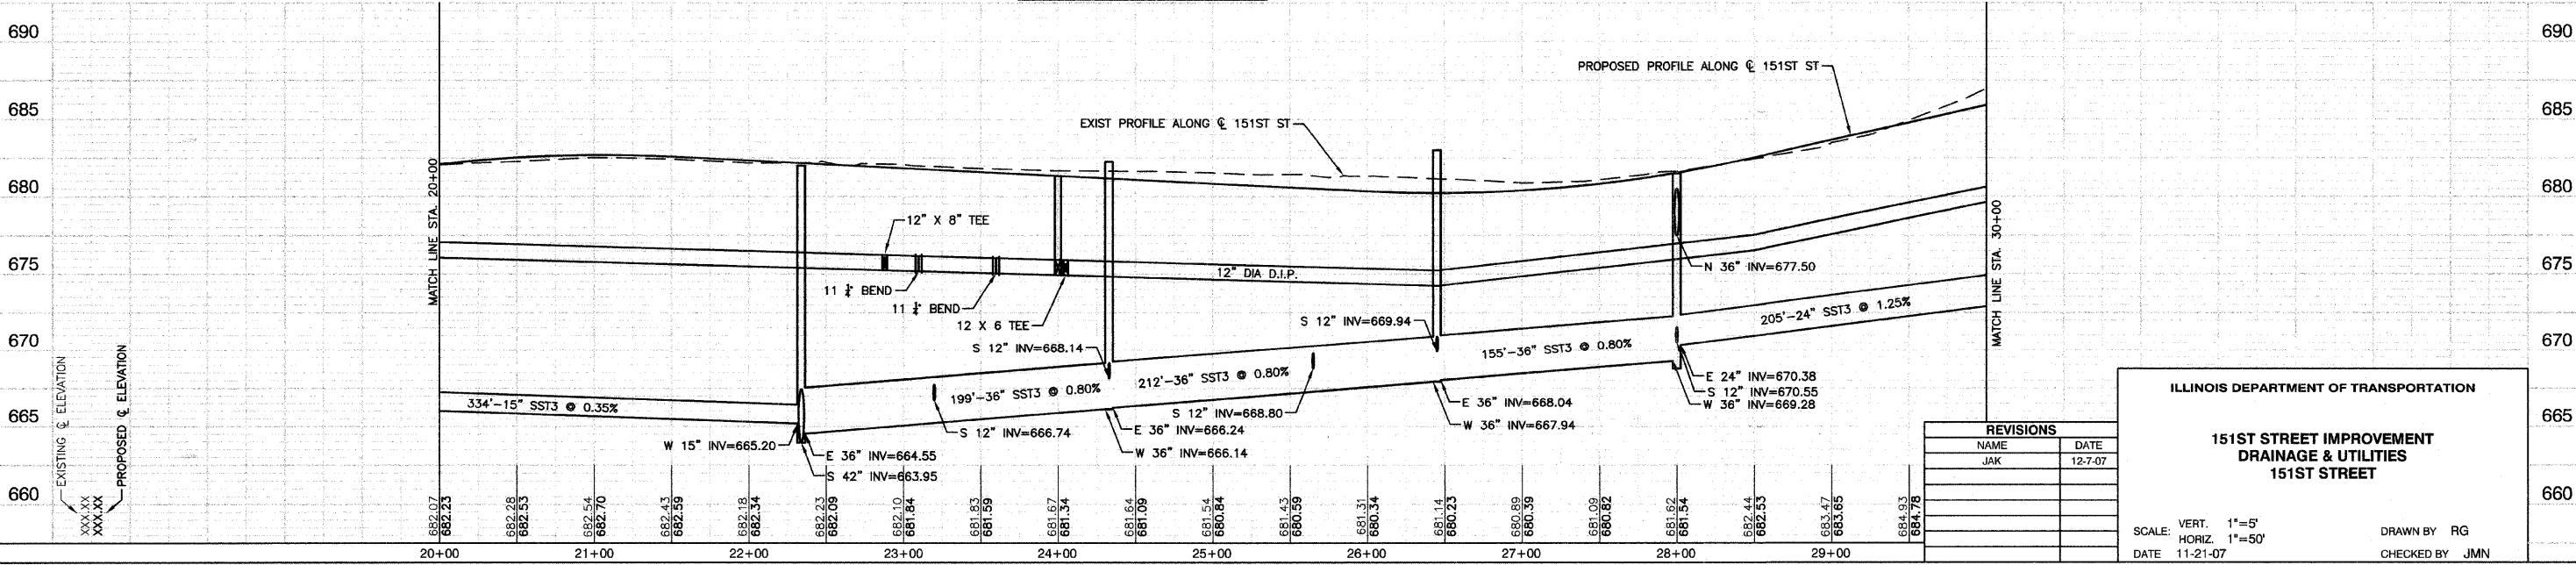 690
685
680
675
670
665
660
690
685
680
675
670
665
660
EXISTING ℄ ELEVATION
PROPOSED ℄ ELEVATION
XXX.XX
XXX.XX
MATCH LINE STA. 20+00
PROPOSED PROFILE ALONG ℄ 151ST ST
EXIST PROFILE ALONG ℄ 151ST ST
12" X 8" TEE
11 ¼° BEND
11 ¼° BEND
12 X 6 TEE
12" DIA D.I.P.
N 36" INV=677.50
S 12" INV=669.94
S 12" INV=668.14
334'-15" SST3 @ 0.35%
199'-36" SST3 @ 0.80%
212'-36" SST3 @ 0.80%
155'-36" SST3 @ 0.80%
205'-24" SST3 @ 1.25%
W 15" INV=665.20
E 36" INV=664.55
S 42" INV=663.95
S 12" INV=666.74
S 12" INV=668.80
E 36" INV=666.24
W 36" INV=666.14
E 36" INV=668.04
W 36" INV=667.94
E 24" INV=670.38
S 12" INV=670.55
W 36" INV=669.28
MATCH LINE STA. 30+00
682.07
682.23
682.28
682.53
682.54
682.70
682.43
682.59
682.18
682.34
682.23
682.09
682.10
681.84
681.83
681.59
681.67
681.34
681.64
681.09
681.54
680.84
681.43
680.59
681.31
680.34
681.14
680.23
680.89
680.39
681.09
680.82
681.62
681.54
682.44
682.53
683.47
683.65
684.93
684.78
20+00 21+00 22+00 23+00 24+00 25+00 26+00 27+00 28+00 29+00
REVISIONS
NAME DATE
JAK 12-7-07
ILLINOIS DEPARTMENT OF TRANSPORTATION
151ST STREET IMPROVEMENT
DRAINAGE & UTILITIES
151ST STREET
SCALE: VERT. 1"=5'
HORIZ. 1"=50'
DATE 11-21-07
DRAWN BY RG
CHECKED BY JMN